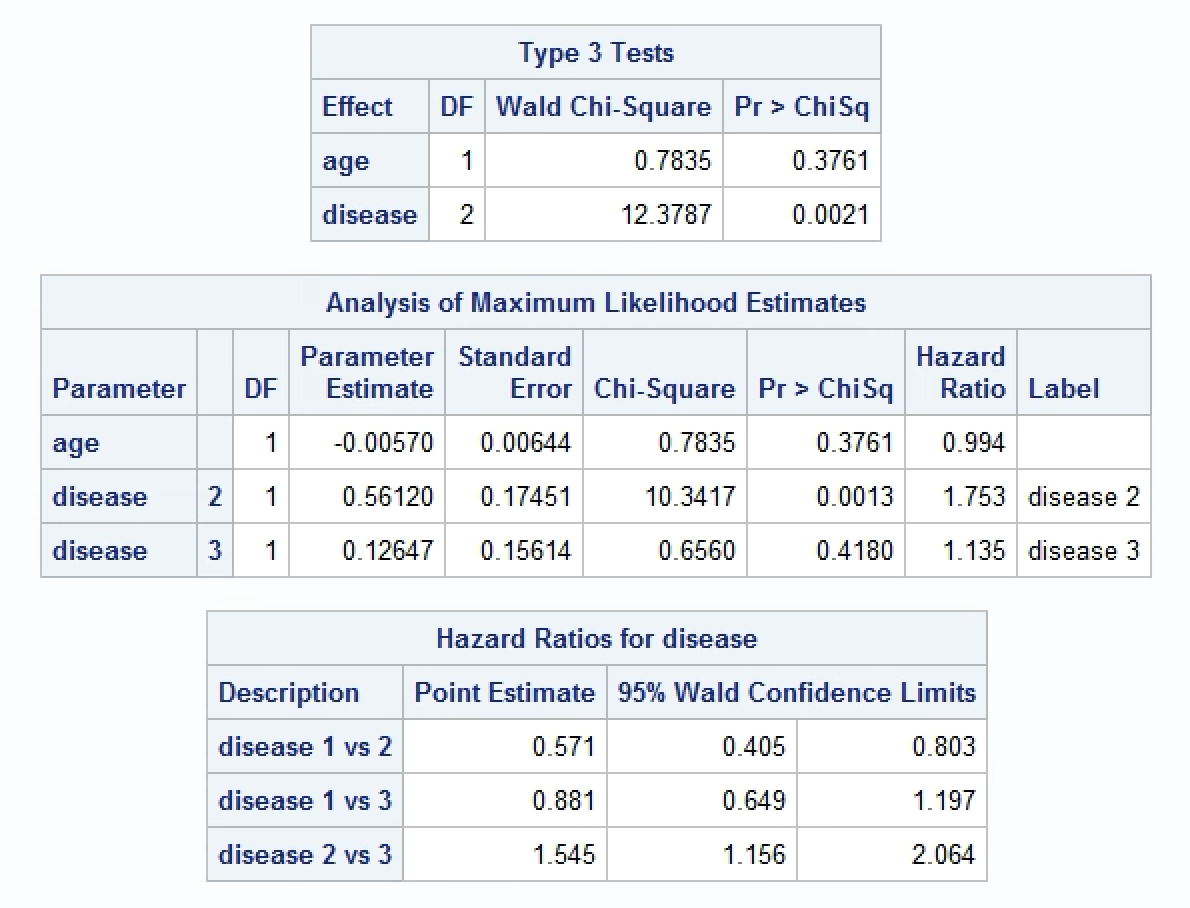 Type 3 Tests
Effect DF Wald Chi-Square Pr > ChiSq
age 1 0.7835 0.3761
disease 2 12.3787 0.0021
Analysis of Maximum Likelihood Estimates
Parameter DF Parameter Estimate Standard Error Chi-Square Pr > ChiSq Hazard Ratio Label
age 1 -0.00570 0.00644 0.7835 0.3761 0.994
disease 2 1 0.56120 0.17451 10.3417 0.0013 1.753 disease 2
disease 3 1 0.12647 0.15614 0.6560 0.4180 1.135 disease 3
Hazard Ratios for disease
Description Point Estimate 95% Wald Confidence Limits
disease 1 vs 2 0.571 0.405 0.803
disease 1 vs 3 0.881 0.649 1.197
disease 2 vs 3 1.545 1.156 2.064